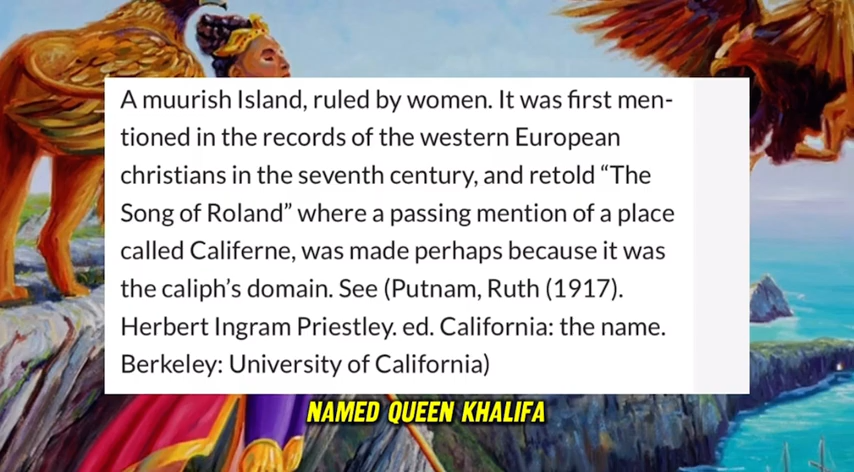 A muurish Island, ruled by women. It was first men-
tioned in the records of the western European
christians in the seventh century, and retold “The
Song of Roland” where a passing mention of a place
called Califerne, was made perhaps because it was
the caliph’s domain. See (Putnam, Ruth (1917).
Herbert Ingram Priestley. ed. California: the name.
Berkeley: University of California)
NAMED QUEEN KHALIFA